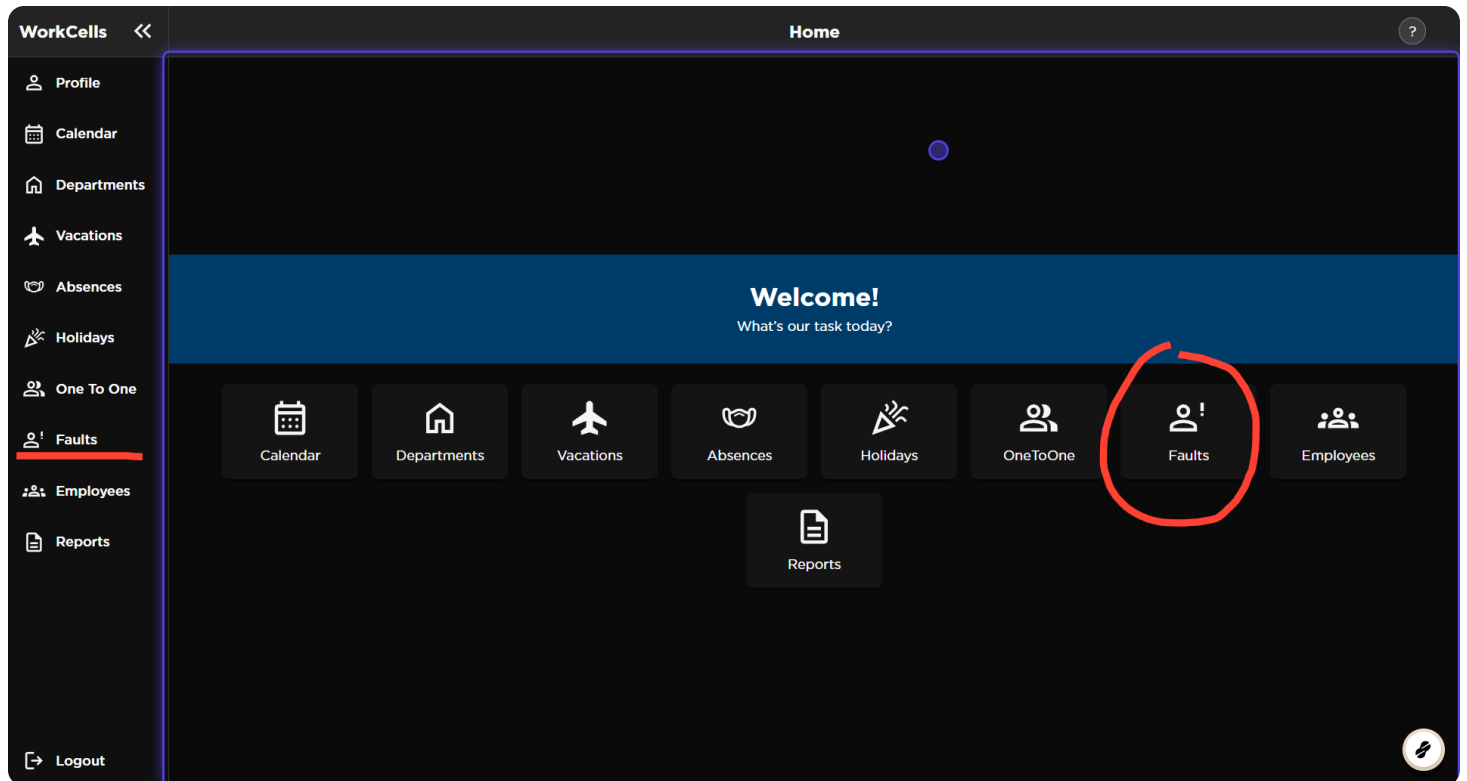 WorkCells
Home
?
Profile
Calendar
Departments
Vacations
Absences
Holidays
One To One
Faults
Employees
Reports
Logout
Welcome!
What's our task today?
Calendar
Departments
Vacations
Absences
Holidays
OneToOne
Faults
Employees
Reports